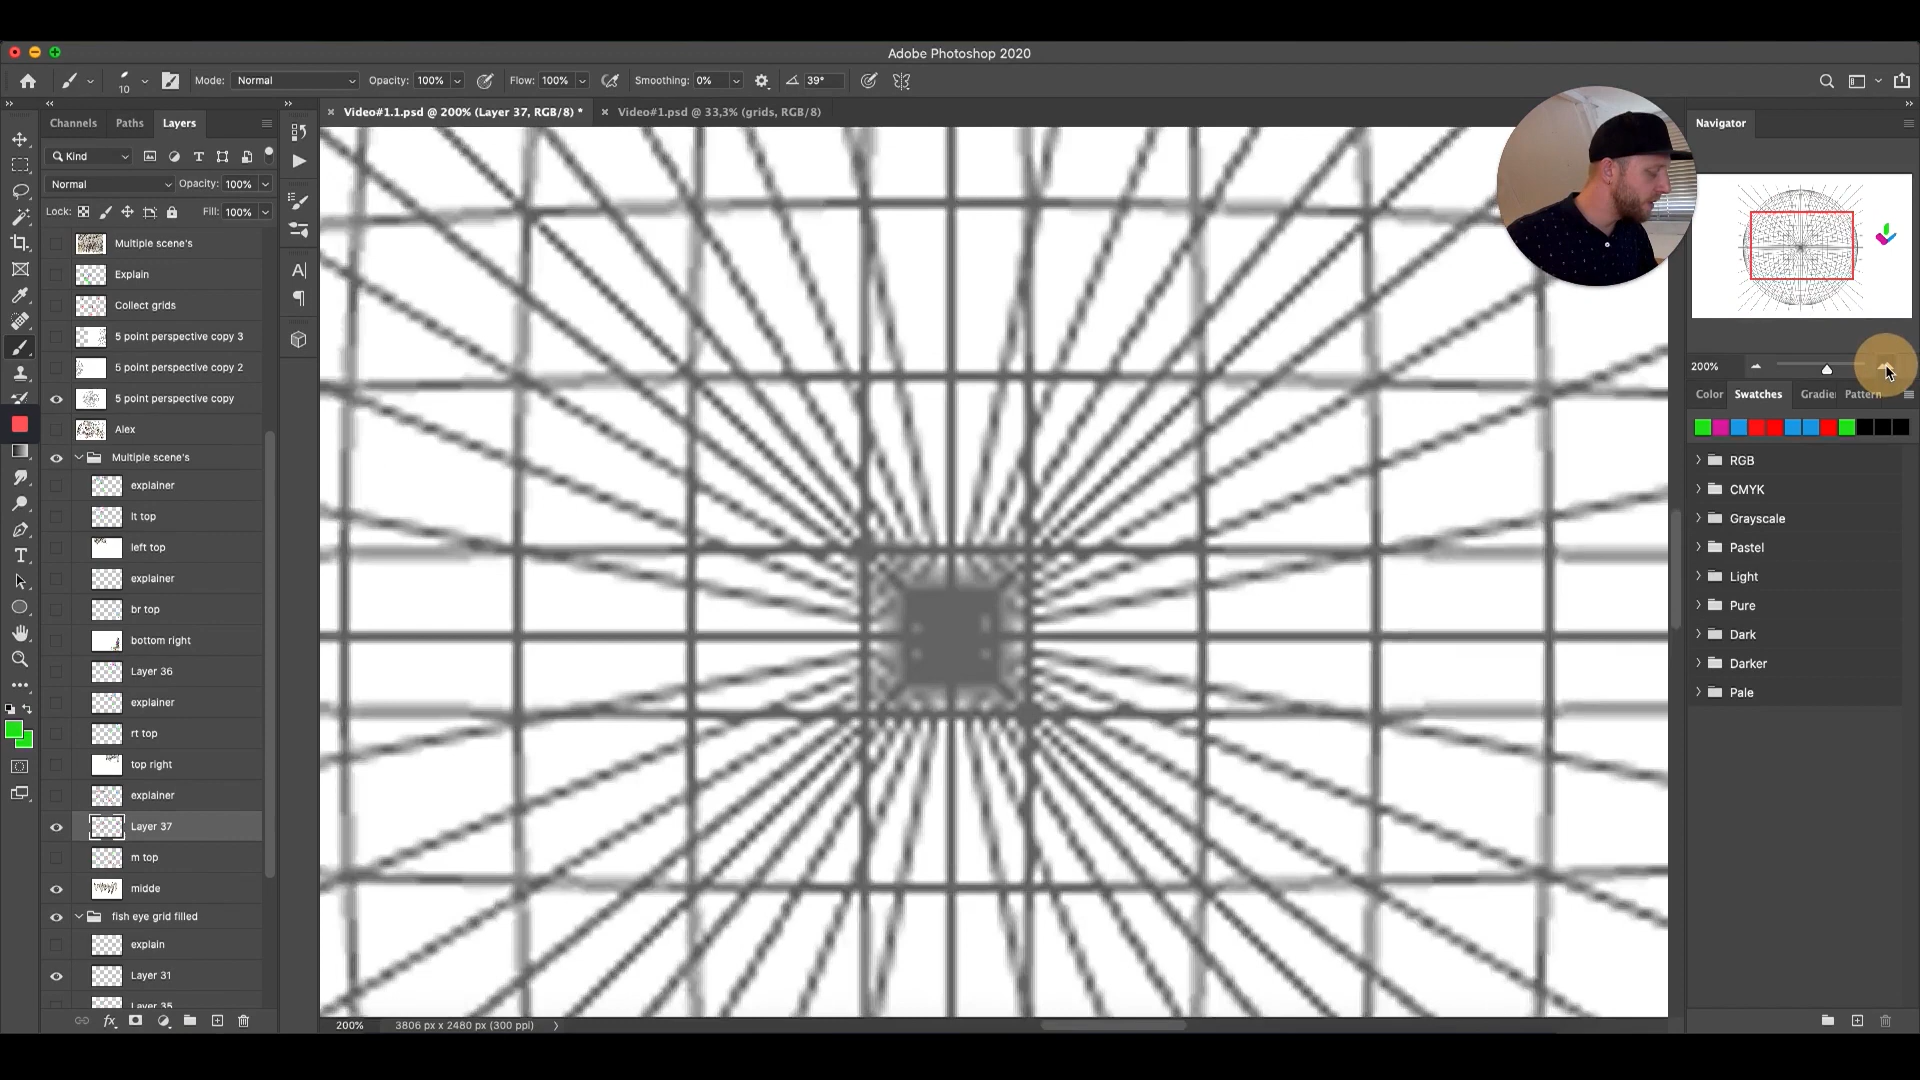 Adobe Photoshop 2020
10
Mode: Normal
Opacity: 100%
Flow: 100%
Smoothing: 0%
39°
Channels
Paths
Layers
Video#1.1.psd @ 200% (Layer 37, RGB/8) *
Video#1.psd @ 33,3% (grids, RGB/8)
Navigator
Kind
Normal
Opacity: 100%
Lock:
Fill: 100%
Multiple scene's
Explain
Collect grids
5 point perspective copy 3
5 point perspective copy 2
5 point perspective copy
Alex
Multiple scene's
explainer
lt top
left top
explainer
br top
bottom right
Layer 36
explainer
rt top
top right
explainer
Layer 37
m top
midde
fish eye grid filled
explain
Layer 31
Layer 35
fx
200%
3806 px x 2480 px (300 ppl)
200%
Color
Swatches
Gradie
Pattern
RGB
CMYK
Grayscale
Pastel
Light
Pure
Dark
Darker
Pale